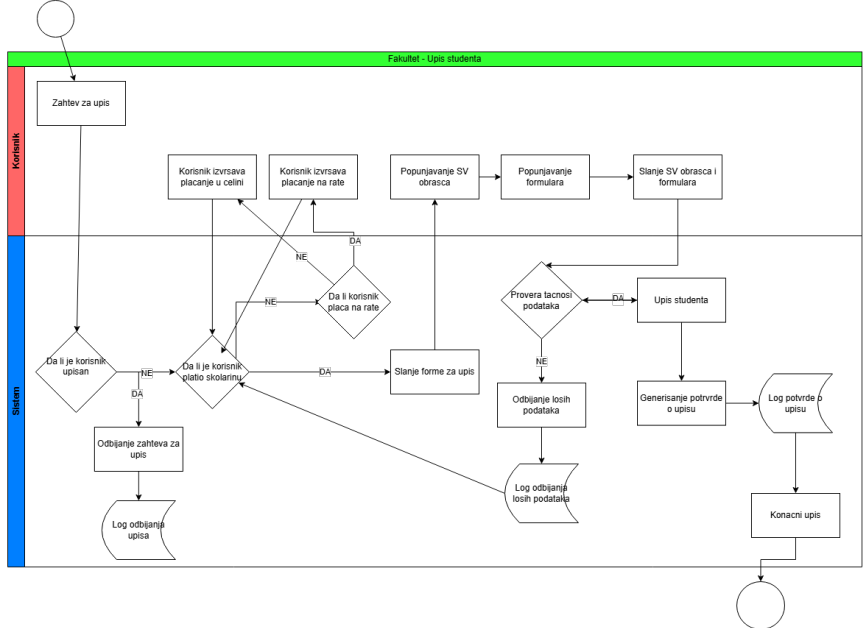 Fakultet - Upis studenta
Korisnik
Zahtev za upis
Korisnik izvrsava
placanje u celini
Korisnik izvrsava
placanje na rate
Popunjavanje SV
obrasca
Popunjavanje
formulara
Slanje SV obrasca i
formulara
DA
NE
Sistem
Da li korisnik
placa na rate
NE
Provera tacnosi
podataka
DA
Upis studenta
Da li je korisnik
upisan
NE
DA
Da li je korisnik
platio skolarinu
DA
Slanje forme za upis
NE
Odbijanje losih
podataka
Generisanje potrvrde
o upisu
Log potvrde o
upisu
Odbijanje zahteva za
upis
Log odbijanja
losih podataka
Log odbijanja
upisa
Konacni upis